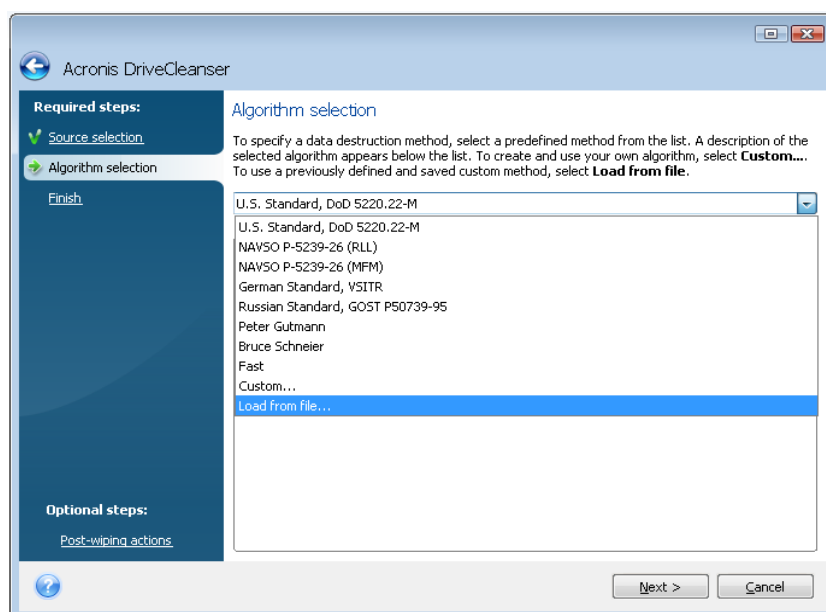 Acronis DriveCleanser
Required steps:
Source selection
Algorithm selection
Finish
Optional steps:
Post-wiping actions
Algorithm selection
To specify a data destruction method, select a predefined method from the list. A description of the
selected algorithm appears below the list. To create and use your own algorithm, select Custom....
To use a previously defined and saved custom method, select Load from file.
U.S. Standard, DoD 5220.22-M
U.S. Standard, DoD 5220.22-M
NAVSO P-5239-26 (RLL)
NAVSO P-5239-26 (MFM)
German Standard, VSITR
Russian Standard, GOST P50739-95
Peter Gutmann
Bruce Schneier
Fast
Custom...
Load from file...
Next >
Cancel